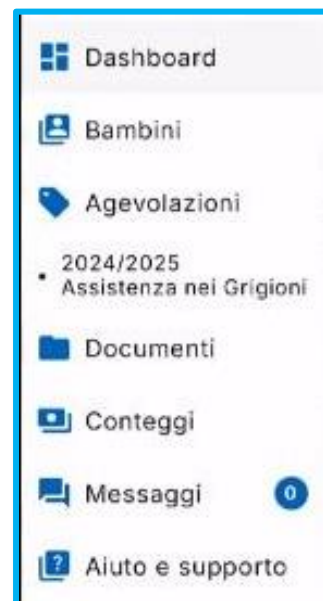 Dashboard
Bambini
Agevolazioni
• 2024/2025
Assistenza nei Grigioni
Documenti
Conteggi
Messaggi 0
Aiuto e supporto